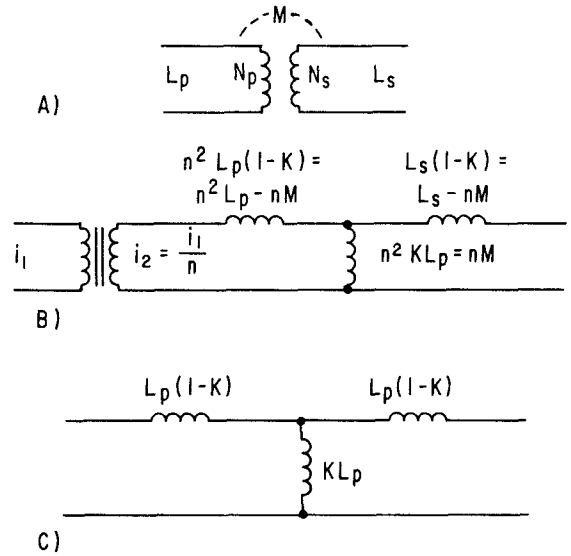 M
L_p N_p N_s L_s
A)
n² L_p(1-K) = L_s(1-K) =
n² L_p - nM L_s - nM
i₁ i₂ = i₁/n n² KL_p = nM
B)
L_p(1-K) L_p(1-K)
KL_p
C)